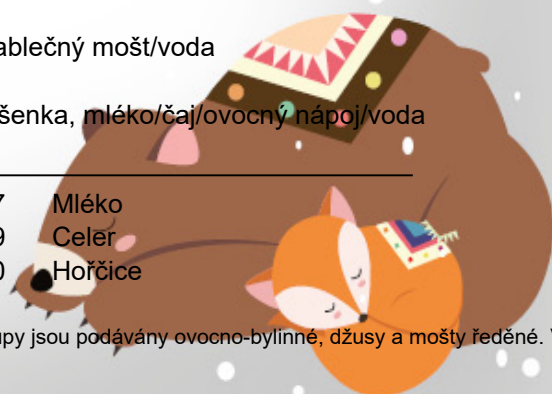 ablečný mošt/voda
šenka, mléko/čaj/ovocný nápoj/voda
7 Mléko
9 Celer
0 Hořčice
upy jsou podávány ovocno-bylinné, džusy a mošty ředěné. V